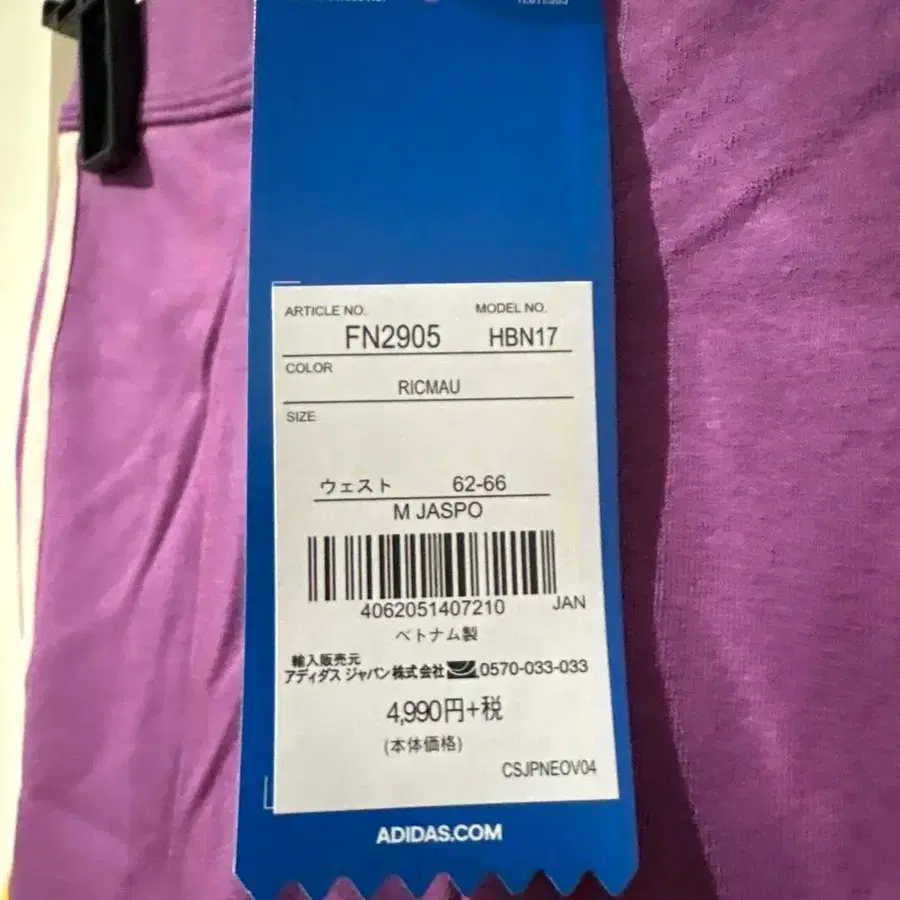 ARTICLE NO. MODEL NO.
FN2905 HBN17
COLOR
RICMAU
SIZE
ウェスト 62-66
M JASPO
4062051407210 JAN
ベトナム製
輸入販売元
アディダス ジャパン株式会社 0570-033-033
4,990円+税
(本体価格)
CSJPNEOV04
ADIDAS.COM